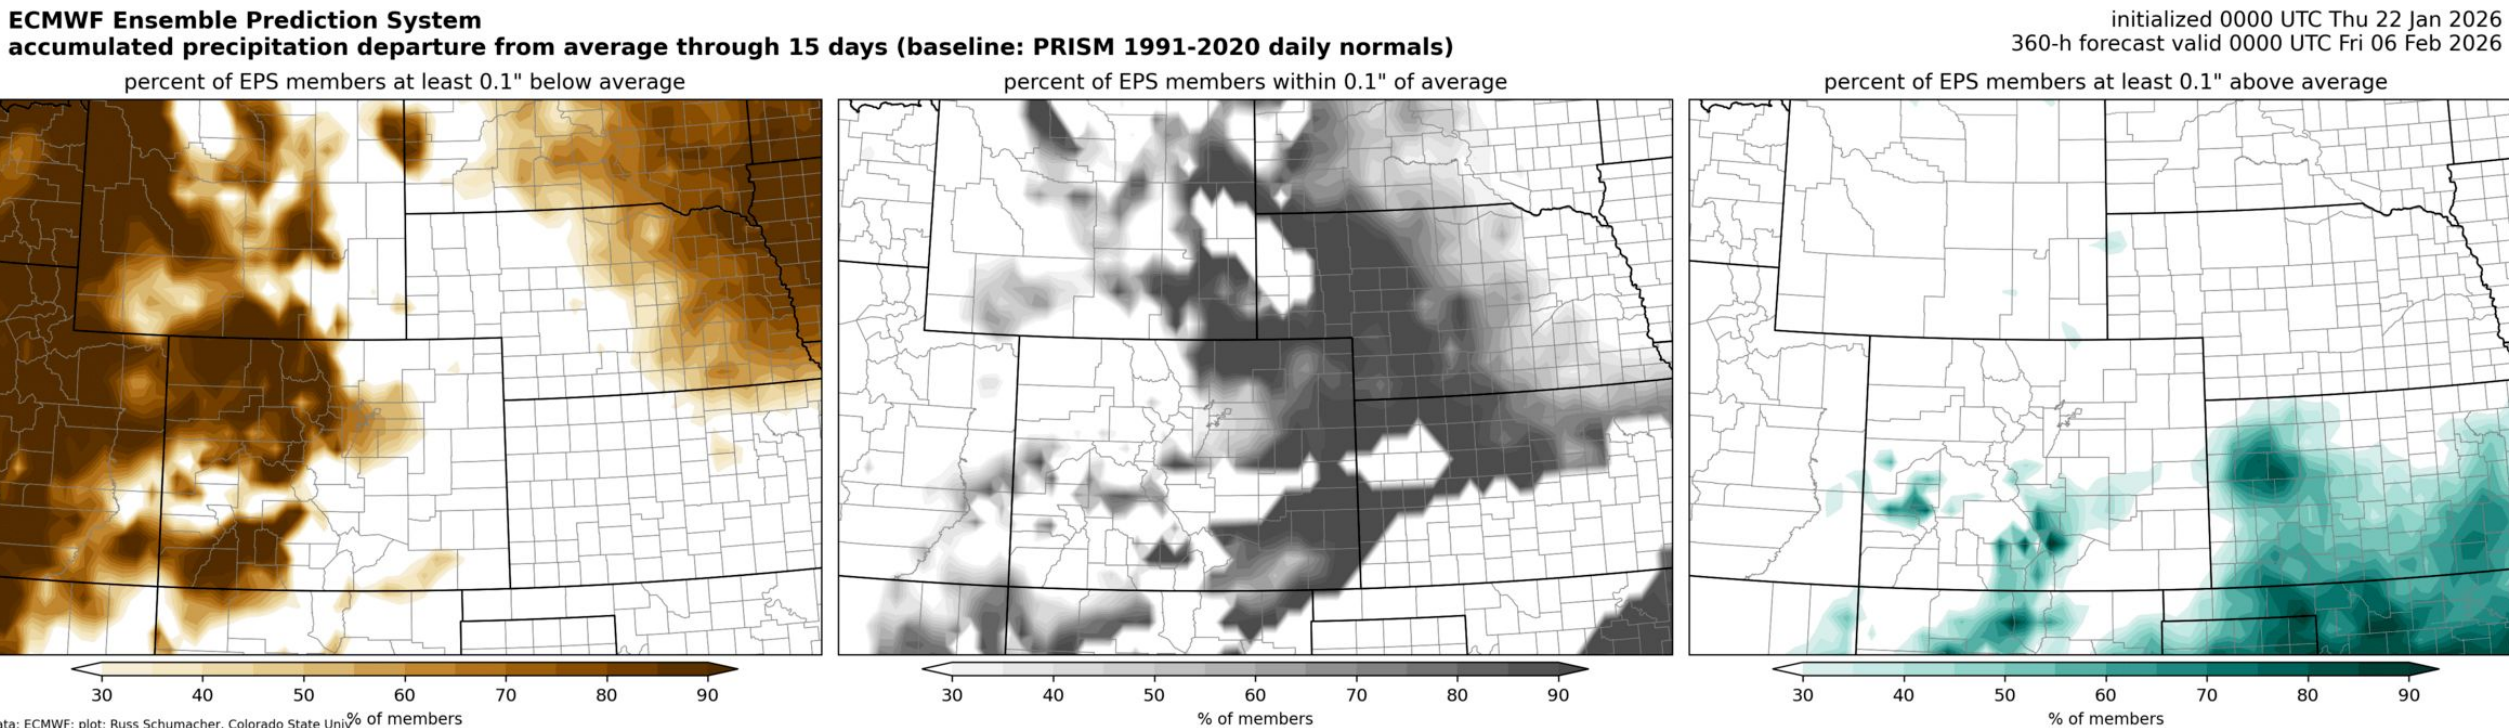 ECMWF Ensemble Prediction System
initialized 0000 UTC Thu 22 Jan 2026
accumulated precipitation departure from average through 15 days (baseline: PRISM 1991-2020 daily normals)
360-h forecast valid 0000 UTC Fri 06 Feb 2026
percent of EPS members at least 0.1" below average
percent of EPS members within 0.1" of average
percent of EPS members at least 0.1" above average
30 40 50 60 70 80 90
30 40 50 60 70 80 90
30 40 50 60 70 80 90
% of members
% of members
% of members
ata: ECMWF; plot: Russ Schumacher, Colorado State Univ